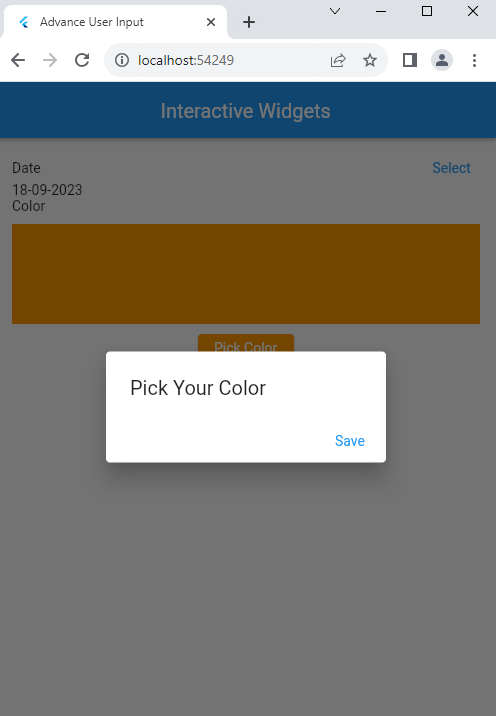 Advance User Input
localhost:54249
Interactive Widgets
Date
Select
18-09-2023
Color
Pick Color
Pick Your Color
Save